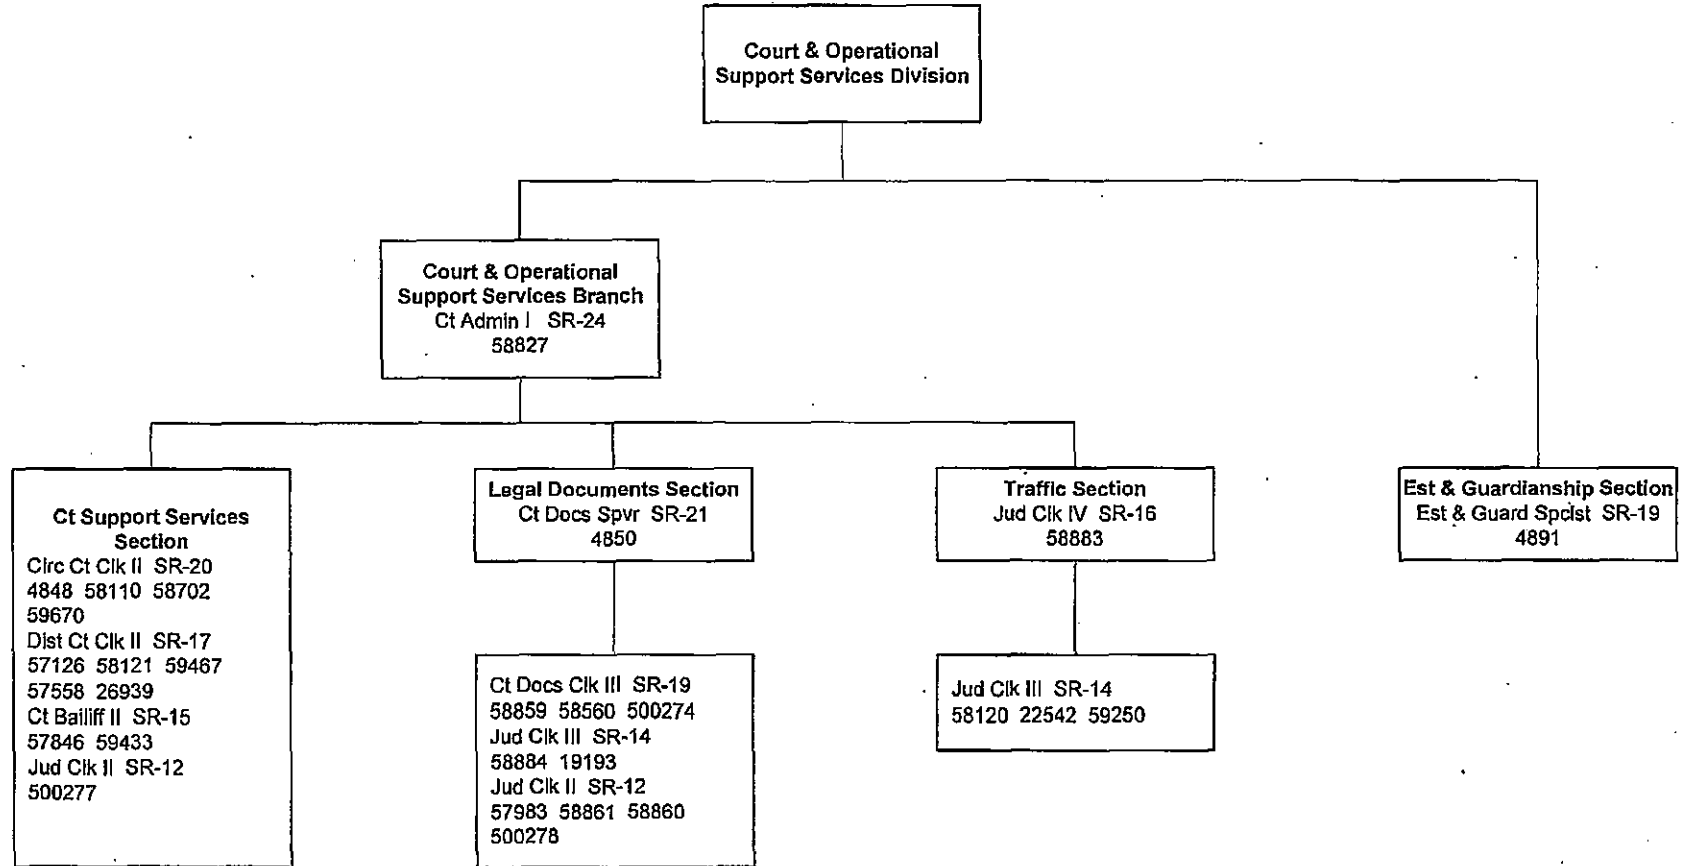 Court & Operational
Support Services Division
Court & Operational
Support Services Branch
Ct Admin I SR-24
58827
Ct Support Services
Section
Circ Ct Clk II SR-20
4848 58110 58702
59670
Dist Ct Clk II SR-17
57126 58121 59467
57558 26939
Ct Bailiff II SR-15
57846 59433
Jud Clk II SR-12
500277
Legal Documents Section
Ct Docs Spvr SR-21
4850
Ct Docs Clk III SR-19
58859 58560 500274
Jud Clk III SR-14
58884 19193
Jud Clk II SR-12
57983 58861 58860
500278
Traffic Section
Jud Clk IV SR-16
58883
Jud Clk III SR-14
58120 22542 59250
Est & Guardianship Section
Est & Guard Spclst SR-19
4891